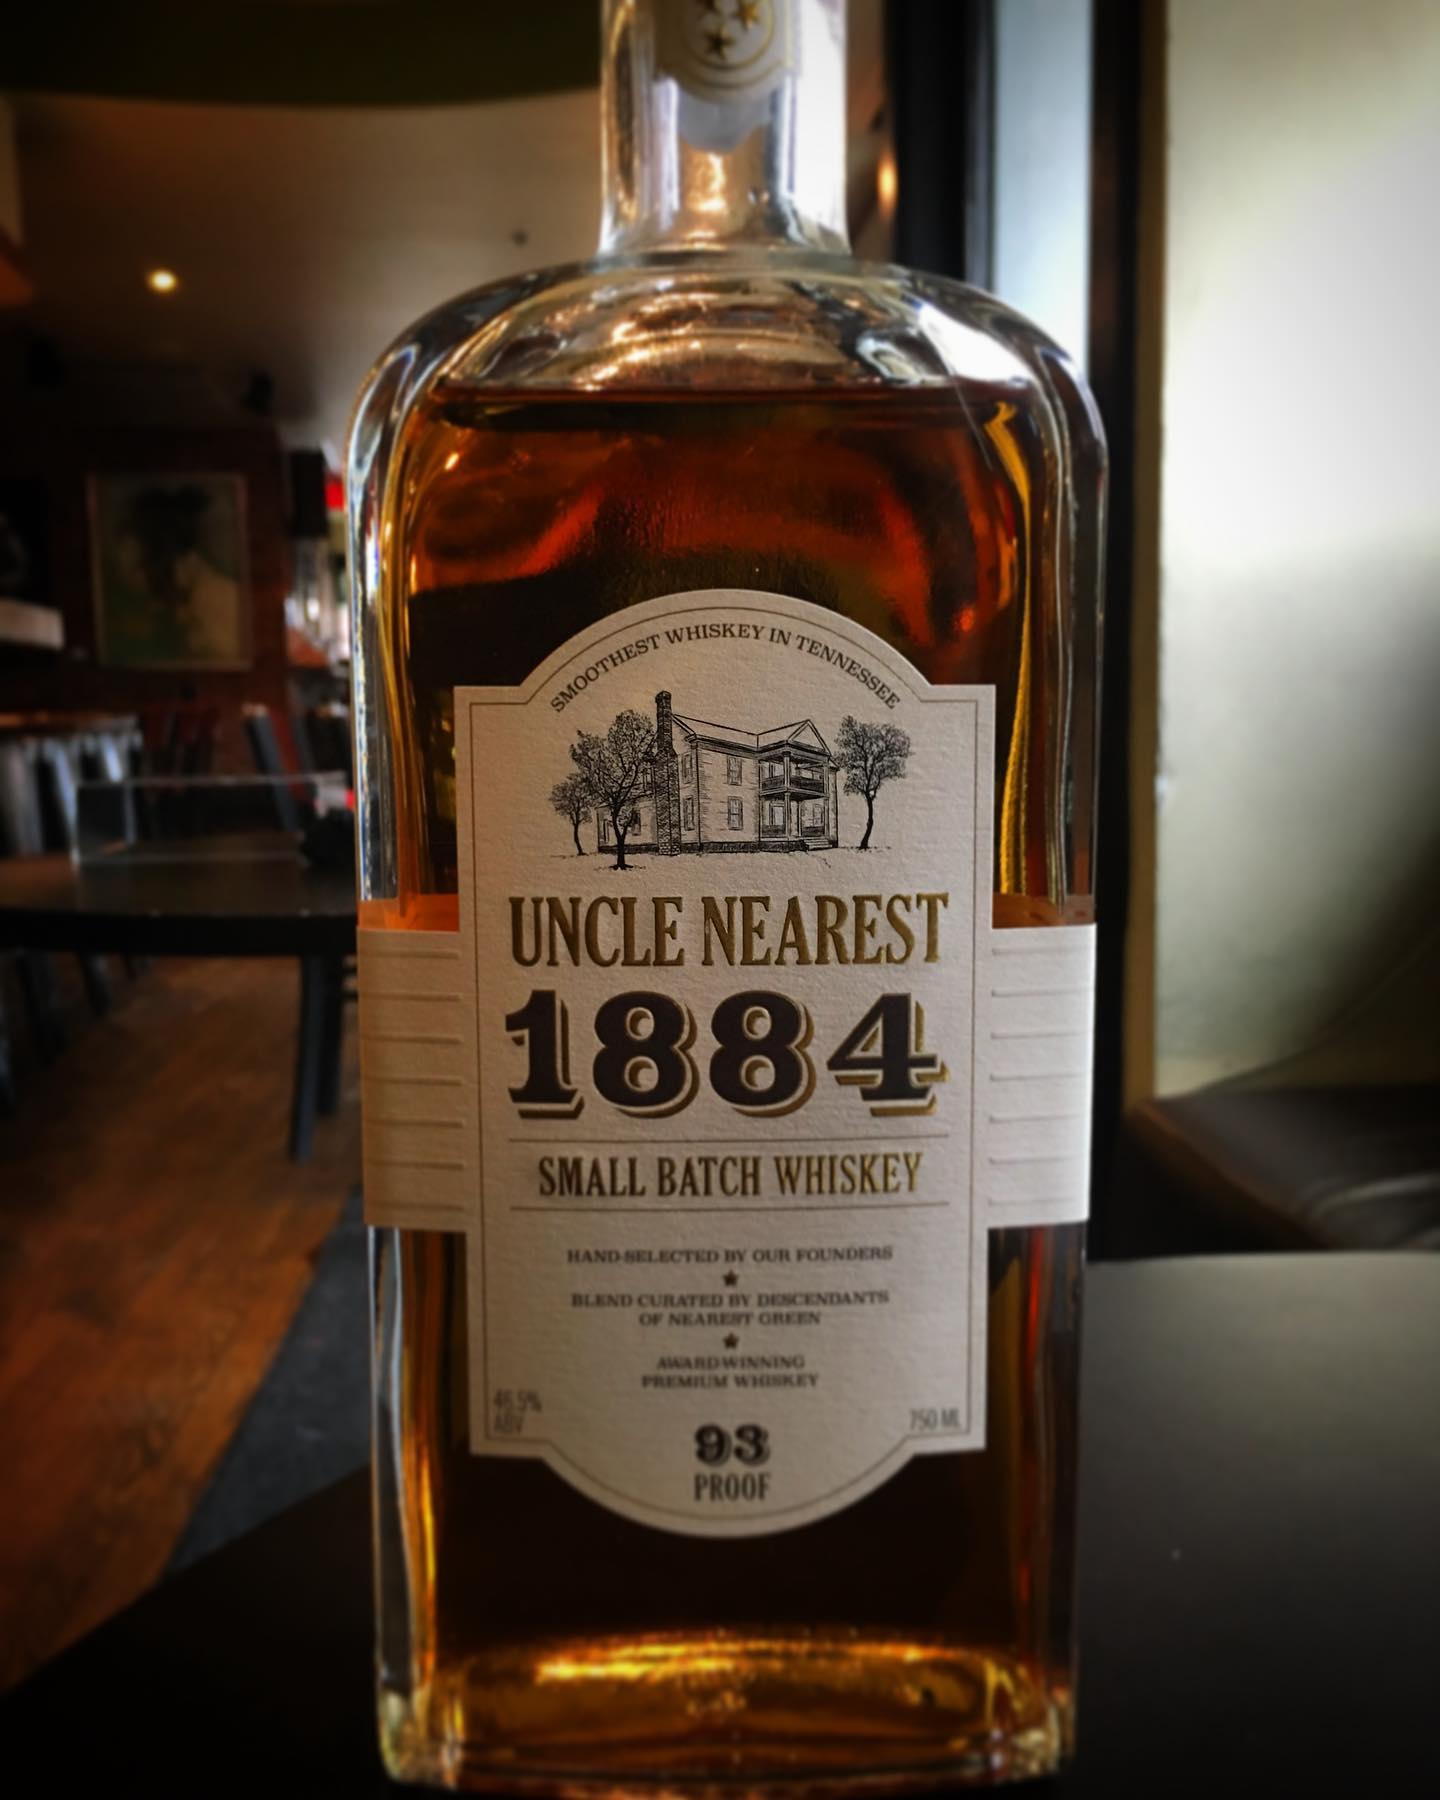 SMOOTHEST WHISKEY IN TENNESSEE
UNCLE NEAREST
1884
SMALL BATCH WHISKEY
HAND-SELECTED BY OUR FOUNDERS
BLEND CURATED BY DESCENDANTS
OF NEAREST GREEN
AWARD-WINNING
PREMIUM WHISKEY
46.5%
ABV
750 ML
93
PROOF